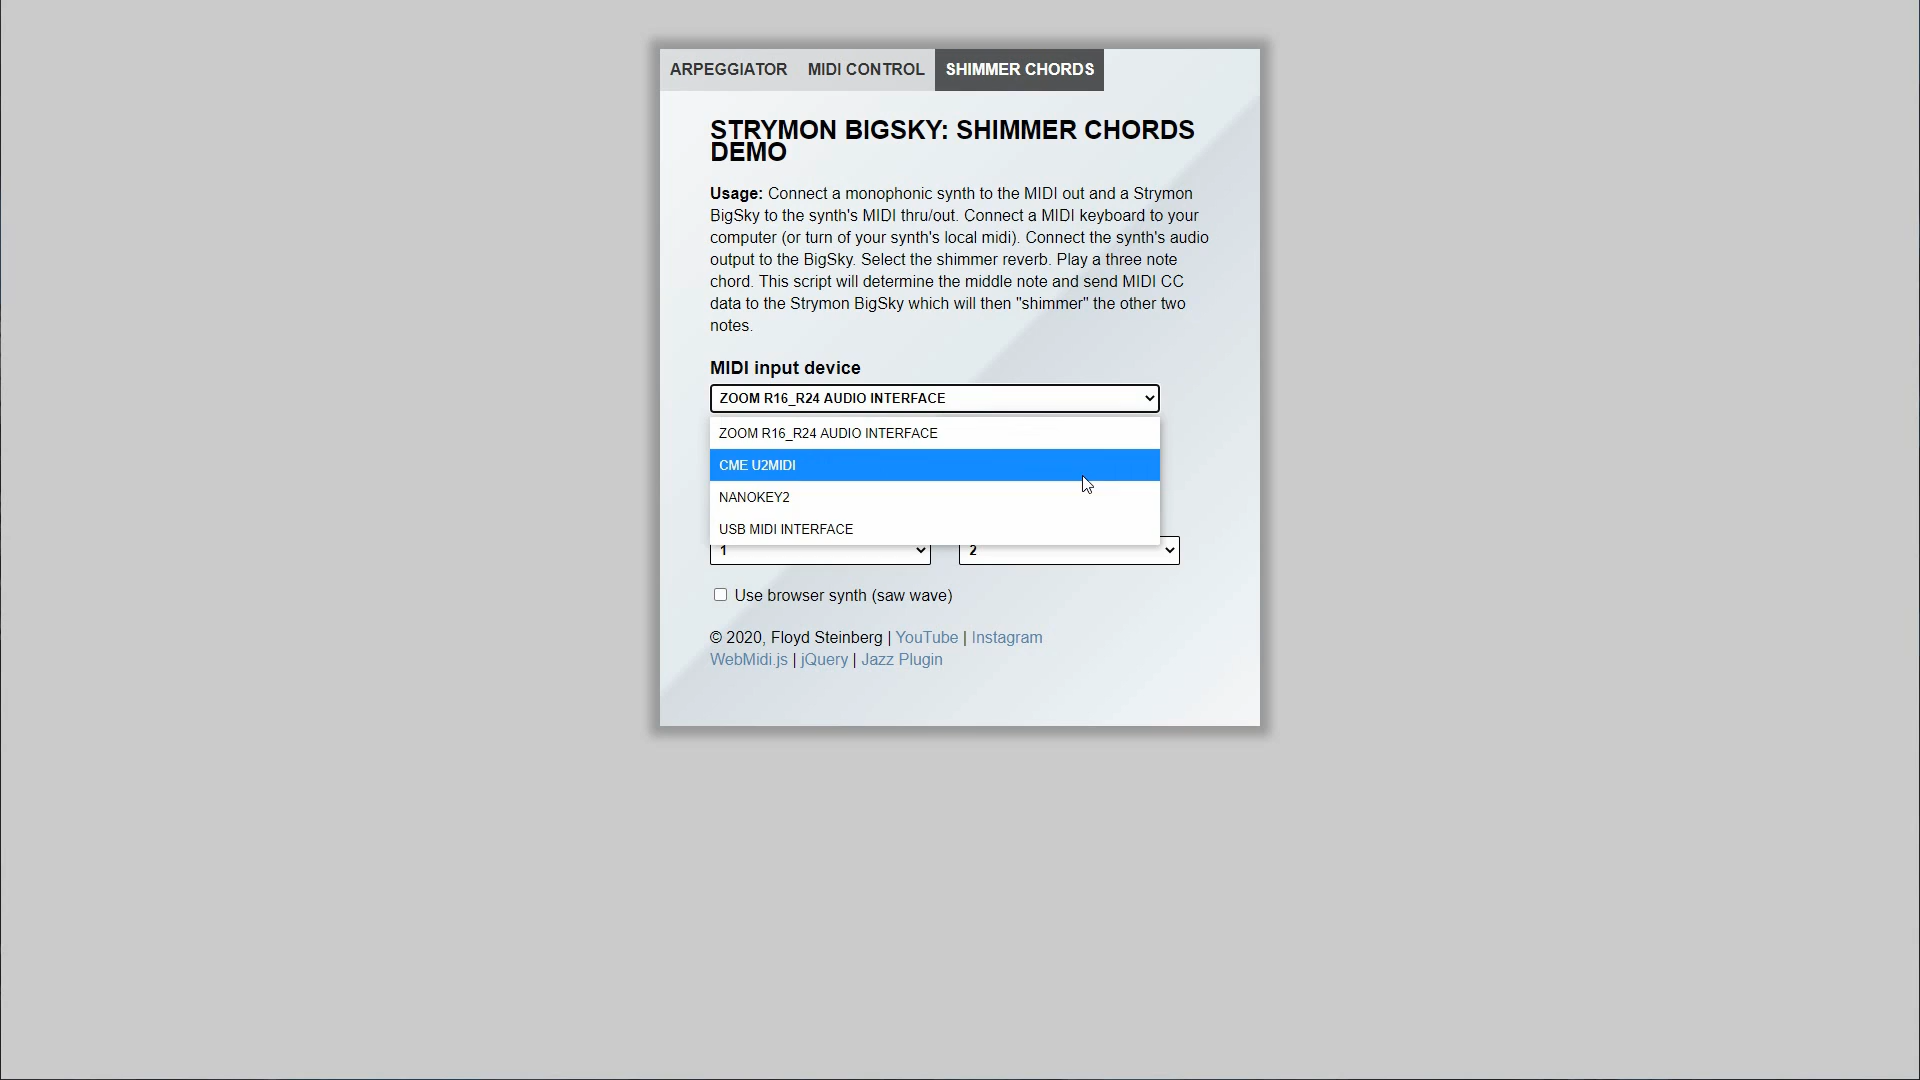 ARPEGGIATOR MIDI CONTROL SHIMMER CHORDS
STRYMON BIGSKY: SHIMMER CHORDS
DEMO
Usage: Connect a monophonic synth to the MIDI out and a Strymon
BigSky to the synth's MIDI thru/out. Connect a MIDI keyboard to your
computer (or turn of your synth's local midi). Connect the synth's audio
output to the BigSky. Select the shimmer reverb. Play a three note
chord. This script will determine the middle note and send MIDI CC
data to the Strymon BigSky which will then "shimmer" the other two
notes.
MIDI input device
ZOOM R16_R24 AUDIO INTERFACE
ZOOM R16_R24 AUDIO INTERFACE
CME U2MIDI
NANOKEY2
USB MIDI INTERFACE
1 2
Use browser synth (saw wave)
© 2020, Floyd Steinberg | YouTube | Instagram
WebMidi.js | jQuery | Jazz Plugin